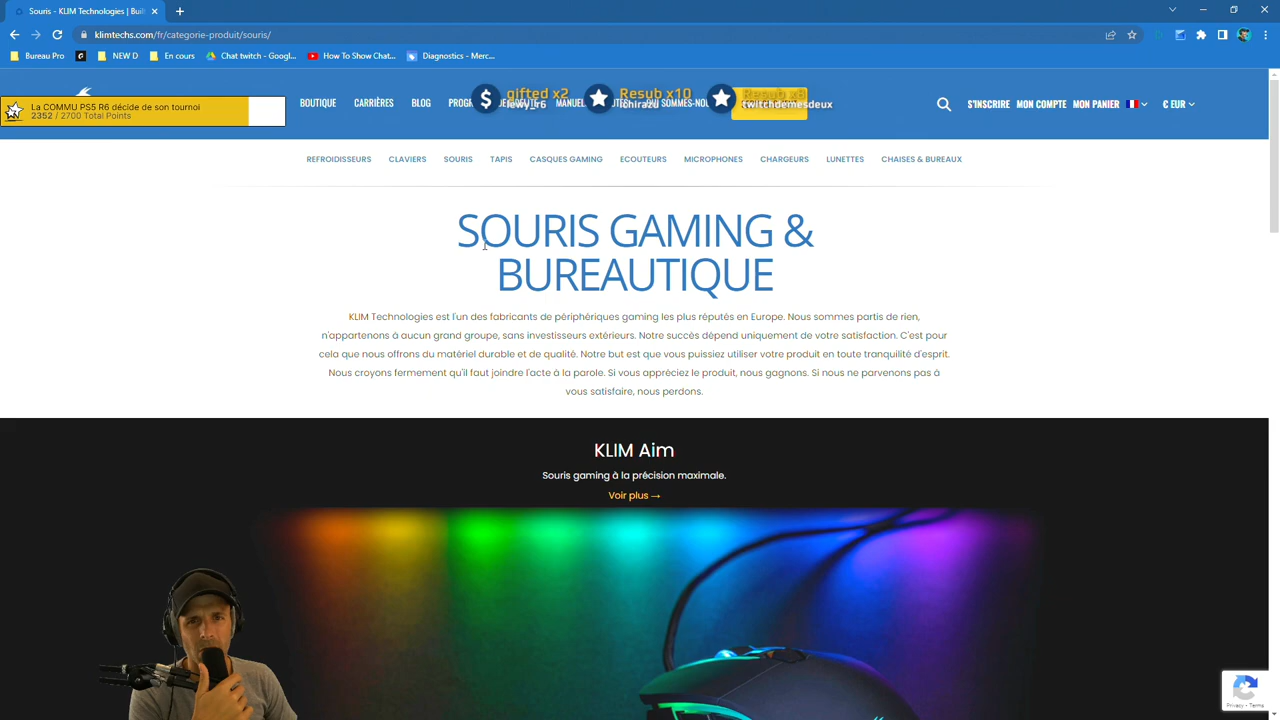 Souris - KLIM Technologies | Buil
klimtechs.com/fr/categorie-produit/souris/
Bureau Pro
NEW D
En cours
Chat twitch - Googl...
How To Show Chat...
Diagnostics - Merc...
La COMMU PS5 R6 décide de son tournoi
2352 / 2700 Total Points
BOUTIQUE
CARRIÈRES
BLOG
gifted x2
Resub x10
Resub x8
twitchdemesdeux
S'INSCRIRE
MON COMPTE
MON PANIER
€ EUR
REFROIDISSEURS
CLAVIERS
SOURIS
TAPIS
CASQUES GAMING
ECOUTEURS
MICROPHONES
CHARGEURS
LUNETTES
CHAISES & BUREAUX
SOURIS GAMING &
BUREAUTIQUE
KLIM Technologies est l'un des fabricants de périphériques gaming les plus réputés en Europe. Nous sommes partis de rien,
n'appartenons à aucun grand groupe, sans investisseurs extérieurs. Notre succès dépend uniquement de votre satisfaction. C'est pour
cela que nous offrons du matériel durable et de qualité. Notre but est que vous puissiez utiliser votre produit en toute tranquilité d'esprit.
Nous croyons fermement qu'il faut joindre l'acte à la parole. Si vous appréciez le produit, nous gagnons. Si nous ne parvenons pas à
vous satisfaire, nous perdons.
KLIM Aim
Souris gaming à la précision maximale.
Voir plus →
Privacy - Terms